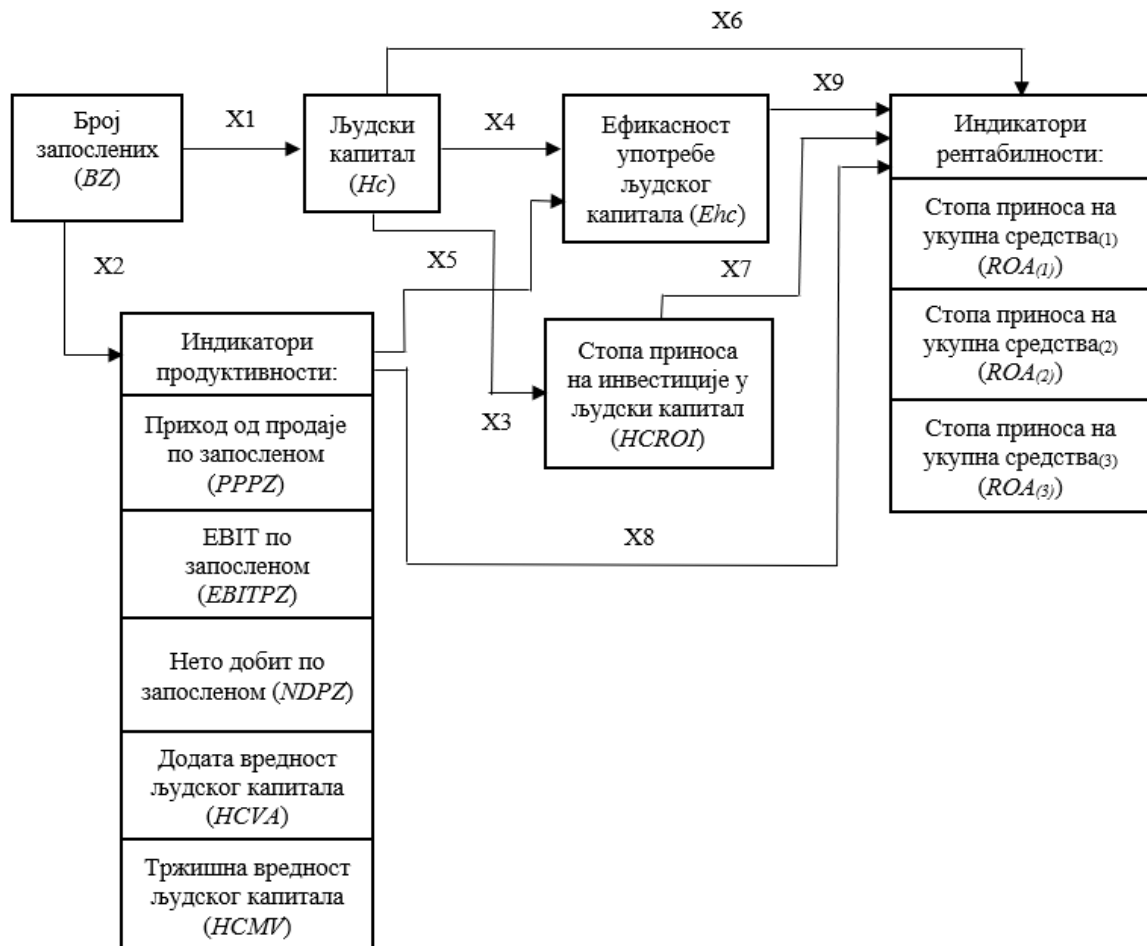 X6
X9
Број
запослених
(BZ)
X1
Људски
капитал
(Hc)
X4
Ефикасност
употребе
људског
капитала (Ehc)
Индикатори
рентабилности:
Стопа приноса на
укупна средства(1)
(ROA(1))
Стопа приноса на
укупна средства(2)
(ROA(2))
Стопа приноса на
укупна средства(3)
(ROA(3))
X2
X5
X7
Индикатори
продуктивности:
Приход од продаје
по запосленом
(PPPZ)
EBIT по
запосленом
(EBITPZ)
Нето добит по
запосленом (NDPZ)
Додата вредност
људског капитала
(HCVA)
Тржишна вредност
људског капитала
(HCMV)
Стопа приноса
на инвестиције у
људски капитал
(HCROI)
X3
X8